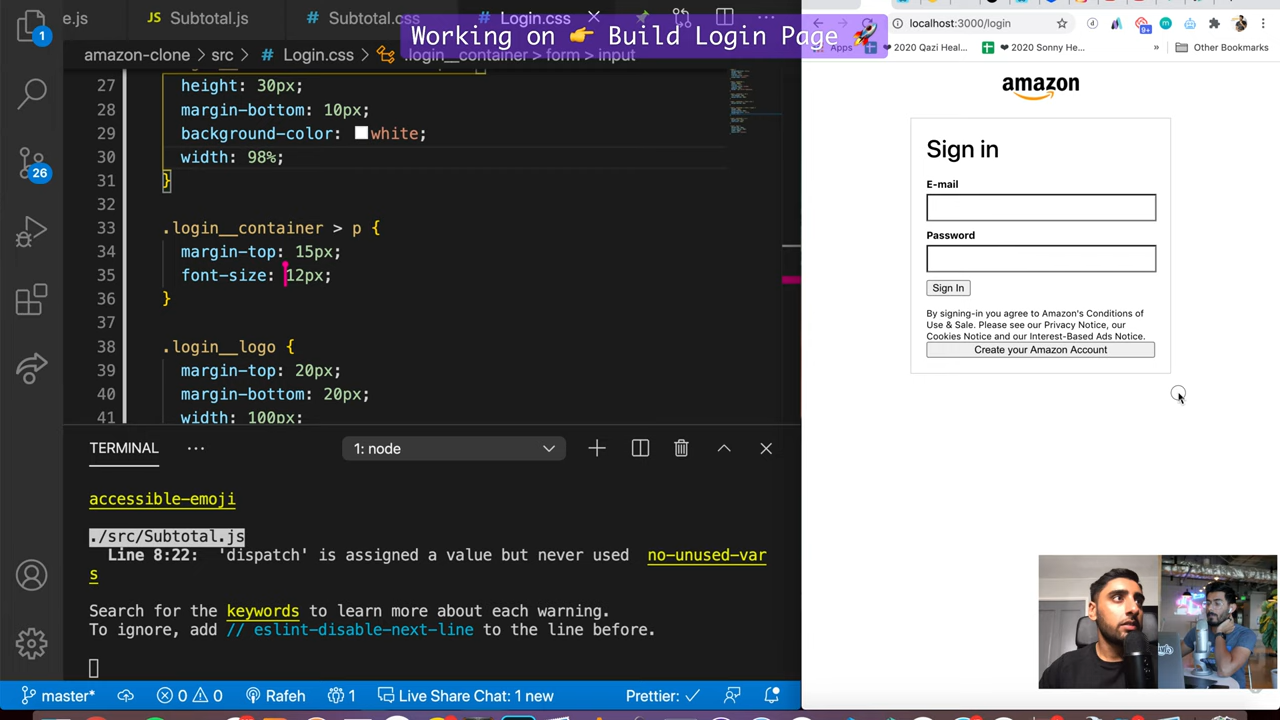 e.js
JS Subtotal.js
# Subtotal.css
# Login.css
Working on 👉 Build Login Page 🚀
amazon-clone > src > # Login.css > .login__container > form > input
27 height: 30px;
28 margin-bottom: 10px;
29 background-color: white;
30 width: 98%;
31 }
32
33 .login__container > p {
34 margin-top: 15px;
35 font-size: 12px;
36 }
37
38 .login__logo {
39 margin-top: 20px;
40 margin-bottom: 20px;
41 width: 100px;
1
26
TERMINAL ...
1: node
accessible-emoji
./src/Subtotal.js
Line 8:22: 'dispatch' is assigned a value but never used no-unused-var
s
Search for the keywords to learn more about each warning.
To ignore, add // eslint-disable-next-line to the line before.
master* 0 0 Rafeh 1 Live Share Chat: 1 new Prettier: ✓
localhost:3000/login
9+
Apps ❤ 2020 Qazi Heal... ❤ 2020 Sonny He... » Other Bookmarks
amazon
Sign in
E-mail
Password
Sign In
By signing-in you agree to Amazon's Conditions of
Use & Sale. Please see our Privacy Notice, our
Cookies Notice and our Interest-Based Ads Notice.
Create your Amazon Account